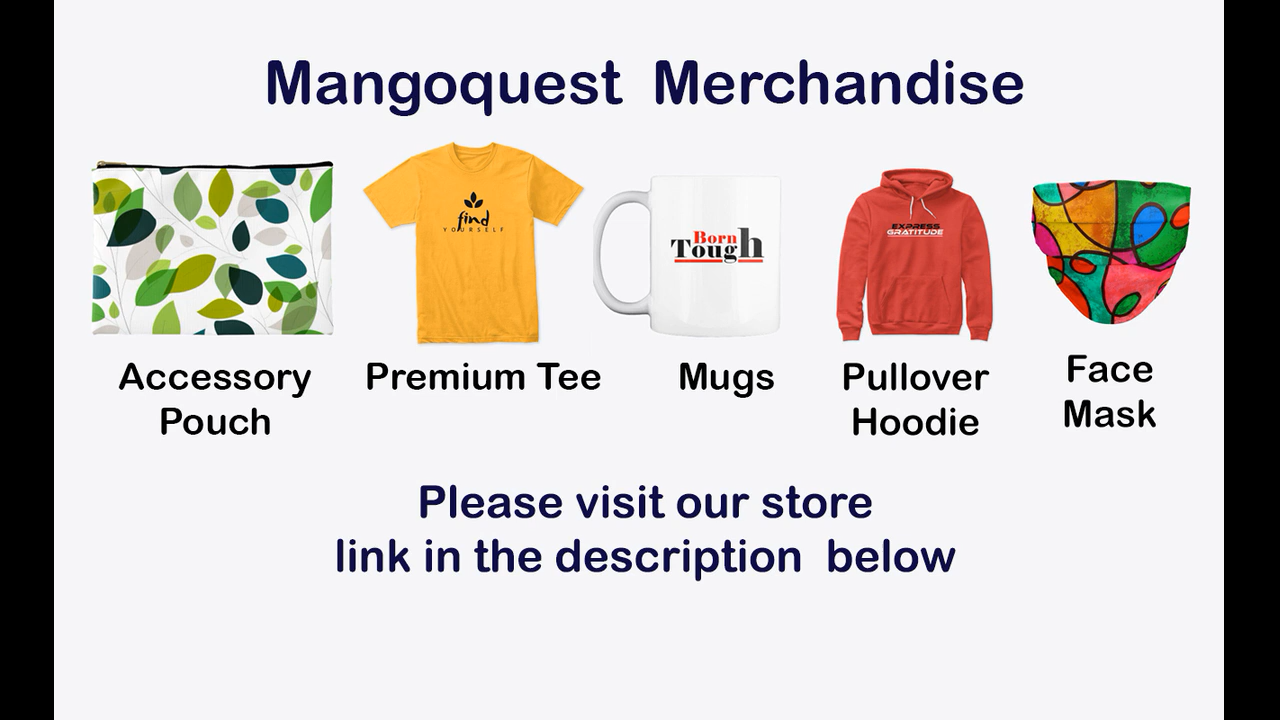 Mangoquest Merchandise
find
YOURSELF
Born
Tough
EXPRESS
GRATITUDE
Accessory
Pouch
Premium Tee
Mugs
Pullover
Hoodie
Face
Mask
Please visit our store
link in the description below